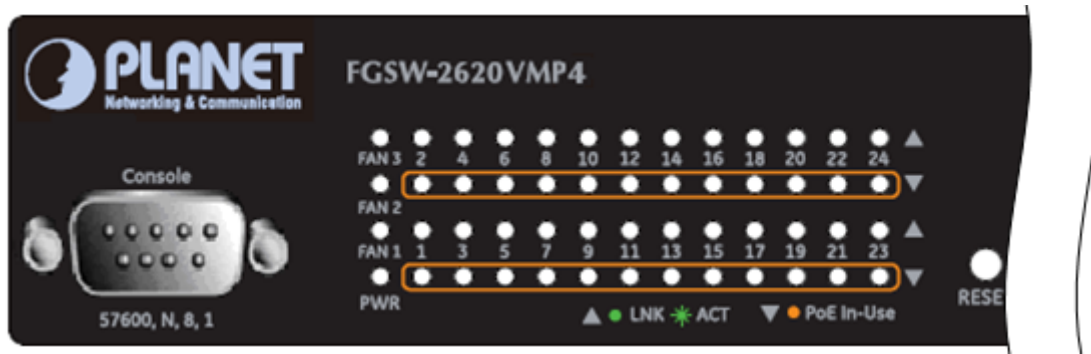 PLANET
Networking & Communication
FGSW-2620VMP4
FAN 3 2 4 6 8 10 12 14 16 18 20 22 24
Console
FAN 2
FAN 1 1 3 5 7 9 11 13 15 17 19 21 23
PWR
RESE
57600, N, 8, 1
LNK ACT PoE In-Use